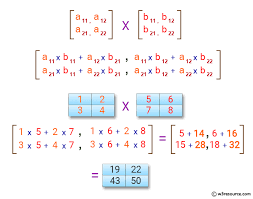 [ a11, a12 ] X [ b11, b12 ]
[ a21, a22 ] [ b21, b22 ]
[ a11 x b11 + a12 x b21 , a11 x b12 + a12 x b22 ]
[ a21 x b11 + a22 x b21 , a21 x b12 + a22 x b22 ]
1 2 X 5 6
3 4 7 8
[ 1 x 5 + 2 x 7 , 1 x 6 + 2 x 8 ] = [ 5 + 14 , 6 + 16 ]
[ 3 x 5 + 4 x 7 , 3 x 6 + 4 x 8 ] [ 15 + 28 , 18 + 32 ]
= 19 22
43 50
© w3resource.com